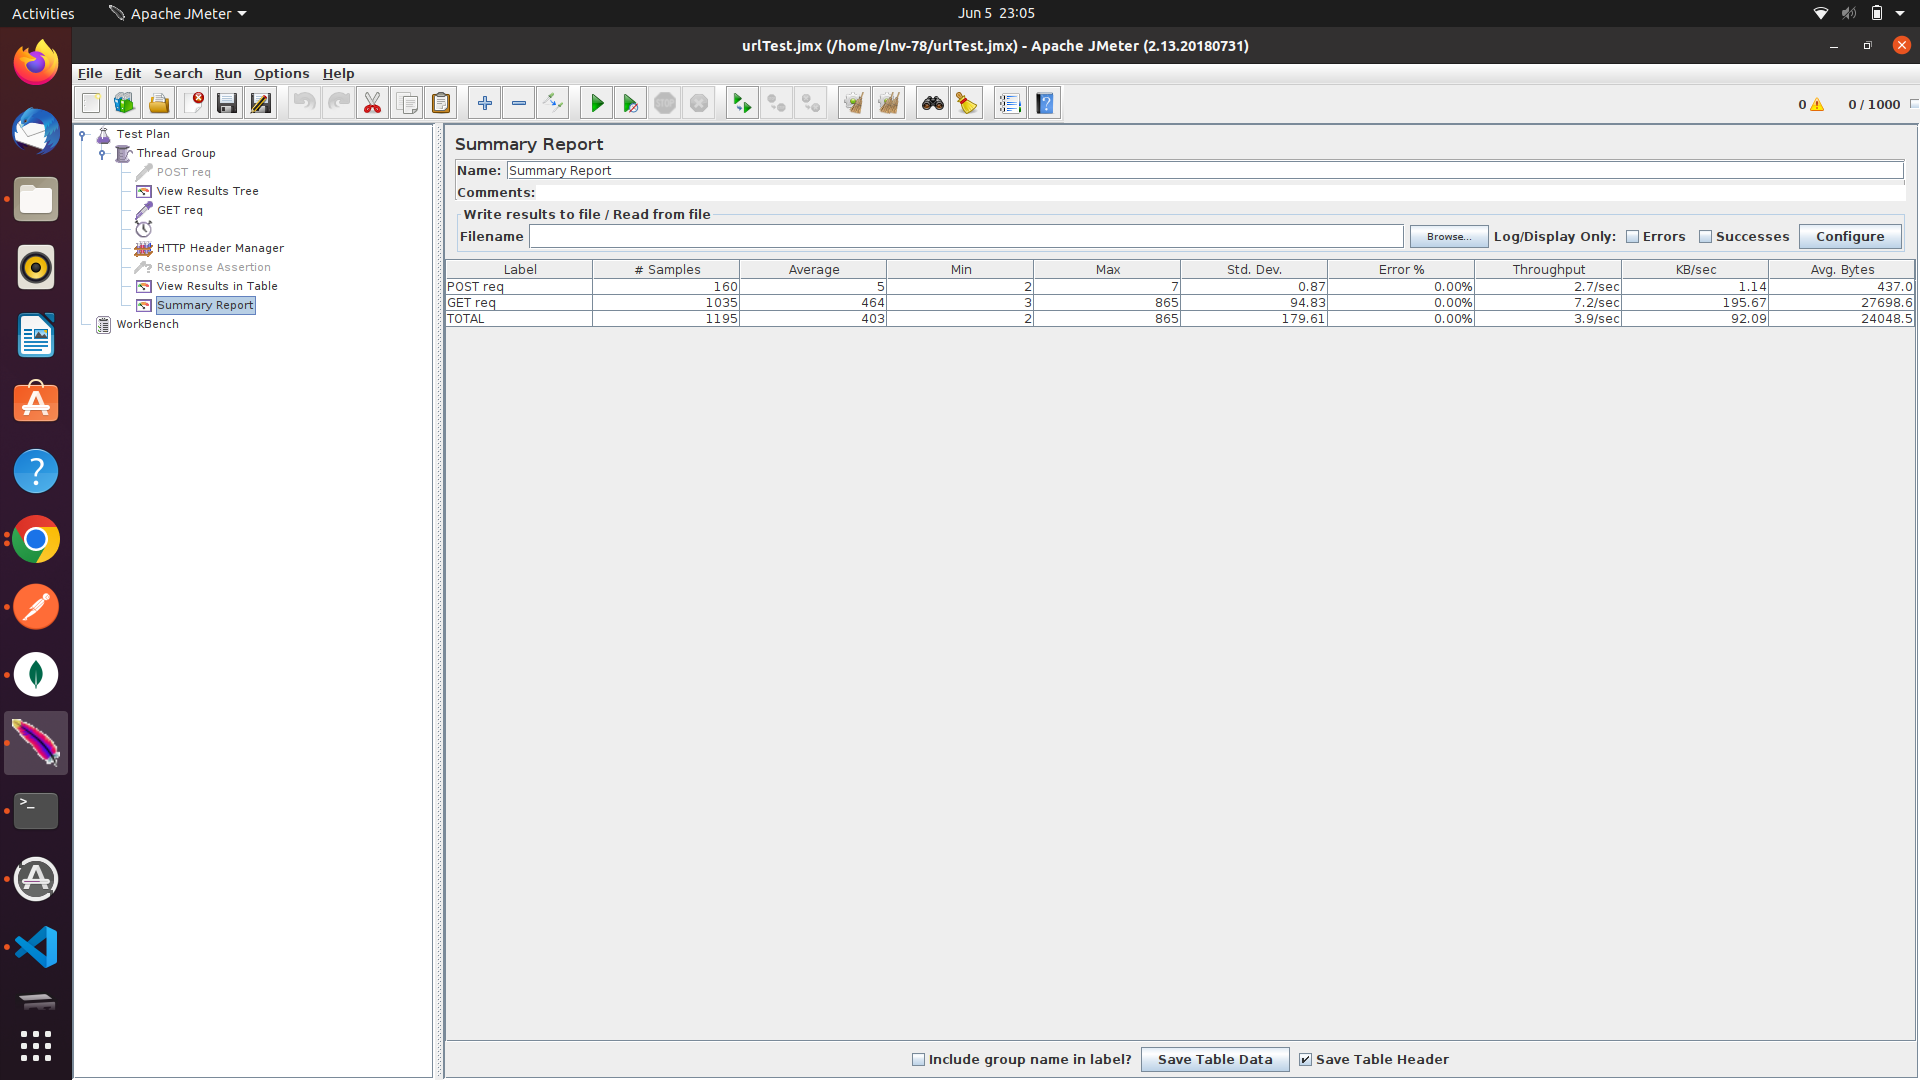 Activities Apache JMeter Jun 5 23:05
urlTest.jmx (/home/lnv-78/urlTest.jmx) - Apache JMeter (2.13.20180731)
File Edit Search Run Options Help
0 0 / 1000
Test Plan
Thread Group
POST req
View Results Tree
GET req
HTTP Header Manager
Response Assertion
View Results in Table
Summary Report
WorkBench
Summary Report
Name: Summary Report
Comments:
Write results to file / Read from file
Filename Browse... Log/Display Only: Errors Successes Configure
Label # Samples Average Min Max Std. Dev. Error % Throughput KB/sec Avg. Bytes
POST req 160 5 2 7 0.87 0.00% 2.7/sec 1.14 437.0
GET req 1035 464 3 865 94.83 0.00% 7.2/sec 195.67 27698.6
TOTAL 1195 403 2 865 179.61 0.00% 3.9/sec 92.09 24048.5
Include group name in label? Save Table Data Save Table Header